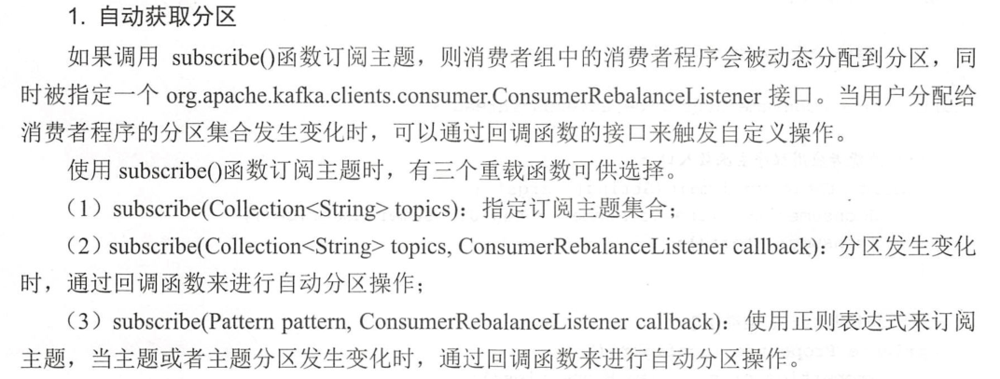 1. 自动获取分区
如果调用 subscribe()函数订阅主题，则消费者组中的消费者程序会被动态分配到分区，同
时被指定一个 org.apache.kafka.clients.consumer.ConsumerRebalanceListener 接口。当用户分配给
消费者程序的分区集合发生变化时，可以通过回调函数的接口来触发自定义操作。
使用 subscribe()函数订阅主题时，有三个重载函数可供选择。
（1）subscribe(Collection<String> topics)：指定订阅主题集合；
（2）subscribe(Collection<String> topics, ConsumerRebalanceListener callback)：分区发生变化
时，通过回调函数来进行自动分区操作；
（3）subscribe(Pattern pattern, ConsumerRebalanceListener callback)：使用正则表达式来订阅
主题，当主题或者主题分区发生变化时，通过回调函数来进行自动分区操作。